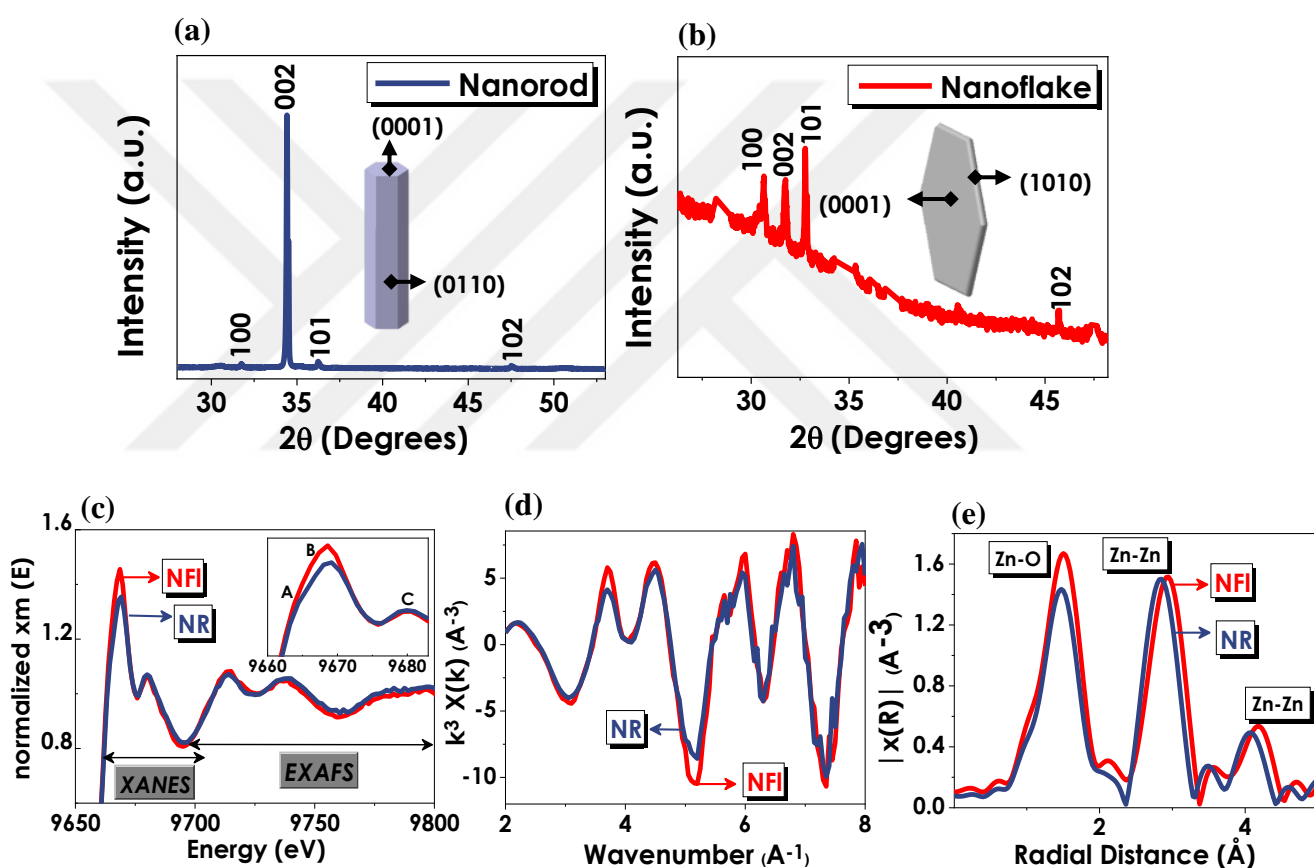 (a)
Nanorod
002
(0001)
(0110)
100
101
102
Intensity (a.u.)
30 35 40 45 50
2θ (Degrees)
(b)
Nanoflake
100
002
101
(0001)
(1010)
102
Intensity (a.u.)
30 35 40 45
2θ (Degrees)
(c)
1.6
1.2
0.8
normalized xm (E)
NFl
NR
A
B
C
9660 9670 9680
XANES
EXAFS
9650 9700 9750 9800
Energy (eV)
(d)
5
0
-5
-10
k³ X(k) (A⁻³)
NR
NFl
2 4 6 8
Wavenumber (A⁻¹)
(e)
1.6
1.2
0.8
0.4
0.0
| x(R) | (A⁻³)
Zn-O
Zn-Zn
NFl
NR
Zn-Zn
2 4
Radial Distance (Å)